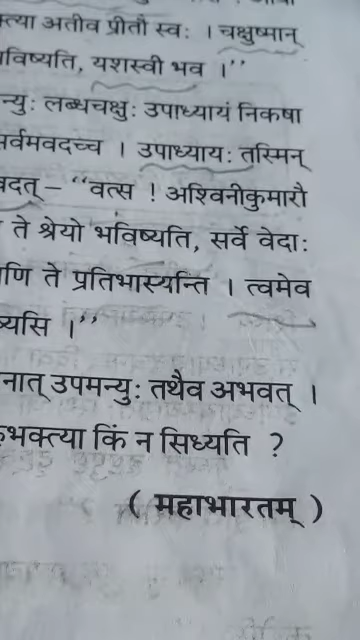 क्त्या अतीव प्रीतौ स्वः । चक्षुष्मान्
विष्यति, यशस्वी भव ।’’
न्युः लब्धचक्षुः उपाध्यायं निकषा
सर्वमवदच्च । उपाध्यायः तस्मिन्
वदत् – ‘‘वत्स ! अश्विनीकुमारौ
ते श्रेयो भविष्यति, सर्वे वेदाः
णि ते प्रतिभास्यन्ति । त्वमेव
ष्यसि ।’’
नात् उपमन्युः तथैव अभवत् ।
भक्त्या किं न सिध्यति ?
( महाभारतम् )